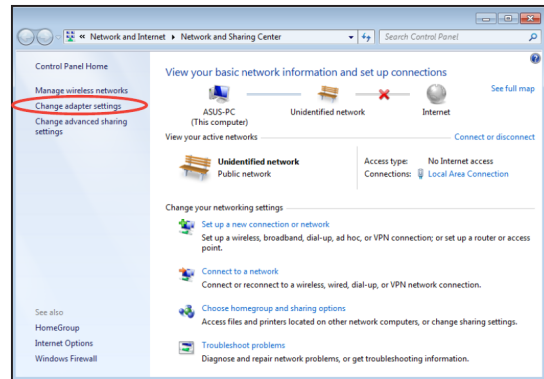 « Network and Internet ▸ Network and Sharing Center
Search Control Panel
Control Panel Home
Manage wireless networks
Change adapter settings
Change advanced sharing
settings
See also
HomeGroup
Internet Options
Windows Firewall
View your basic network information and set up connections
See full map
ASUS-PC
(This computer)
Unidentified network
Internet
View your active networks
Connect or disconnect
Unidentified network
Public network
Access type: No Internet access
Connections: Local Area Connection
Change your networking settings
Set up a new connection or network
Set up a wireless, broadband, dial-up, ad hoc, or VPN connection; or set up a router or access
point.
Connect to a network
Connect or reconnect to a wireless, wired, dial-up, or VPN network connection.
Choose homegroup and sharing options
Access files and printers located on other network computers, or change sharing settings.
Troubleshoot problems
Diagnose and repair network problems, or get troubleshooting information.